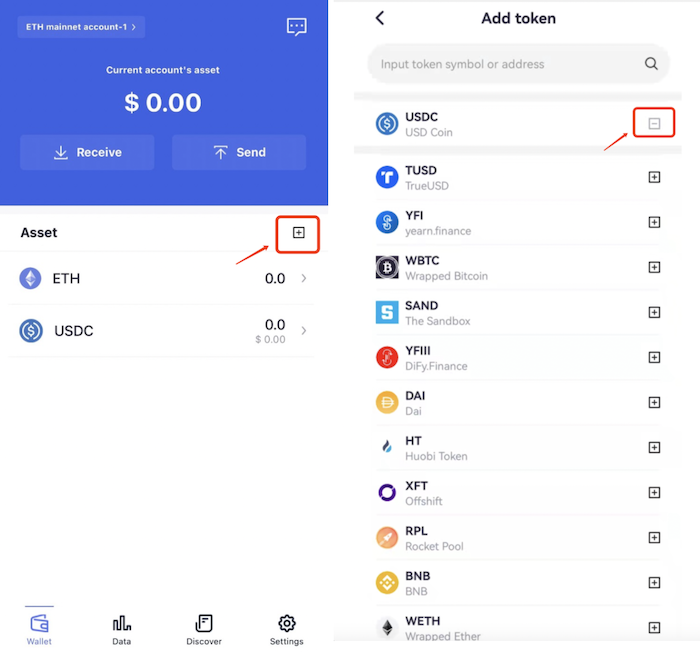 ETH mainnet account-1 >
Current account's asset
$ 0.00
Receive
Send
Asset
ETH
0.0
USDC
0.0
$ 0.00
Wallet
Data
Discover
Settings
Add token
Input token symbol or address
USDC
USD Coin
TUSD
TrueUSD
YFI
yearn.finance
WBTC
Wrapped Bitcoin
SAND
The Sandbox
YFIII
DiFy.Finance
DAI
Dai
HT
Huobi Token
XFT
Offshift
RPL
Rocket Pool
BNB
BNB
WETH
Wrapped Ether